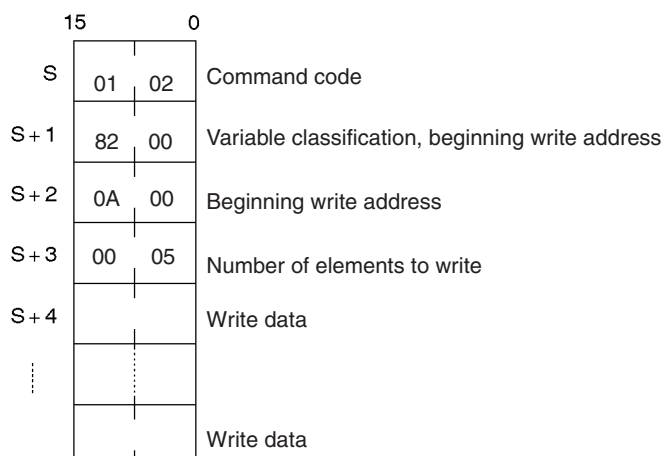 15 0
S 01 02 Command code
S + 1 82 00 Variable classification, beginning write address
S + 2 0A 00 Beginning write address
S + 3 00 05 Number of elements to write
S + 4 Write data
Write data